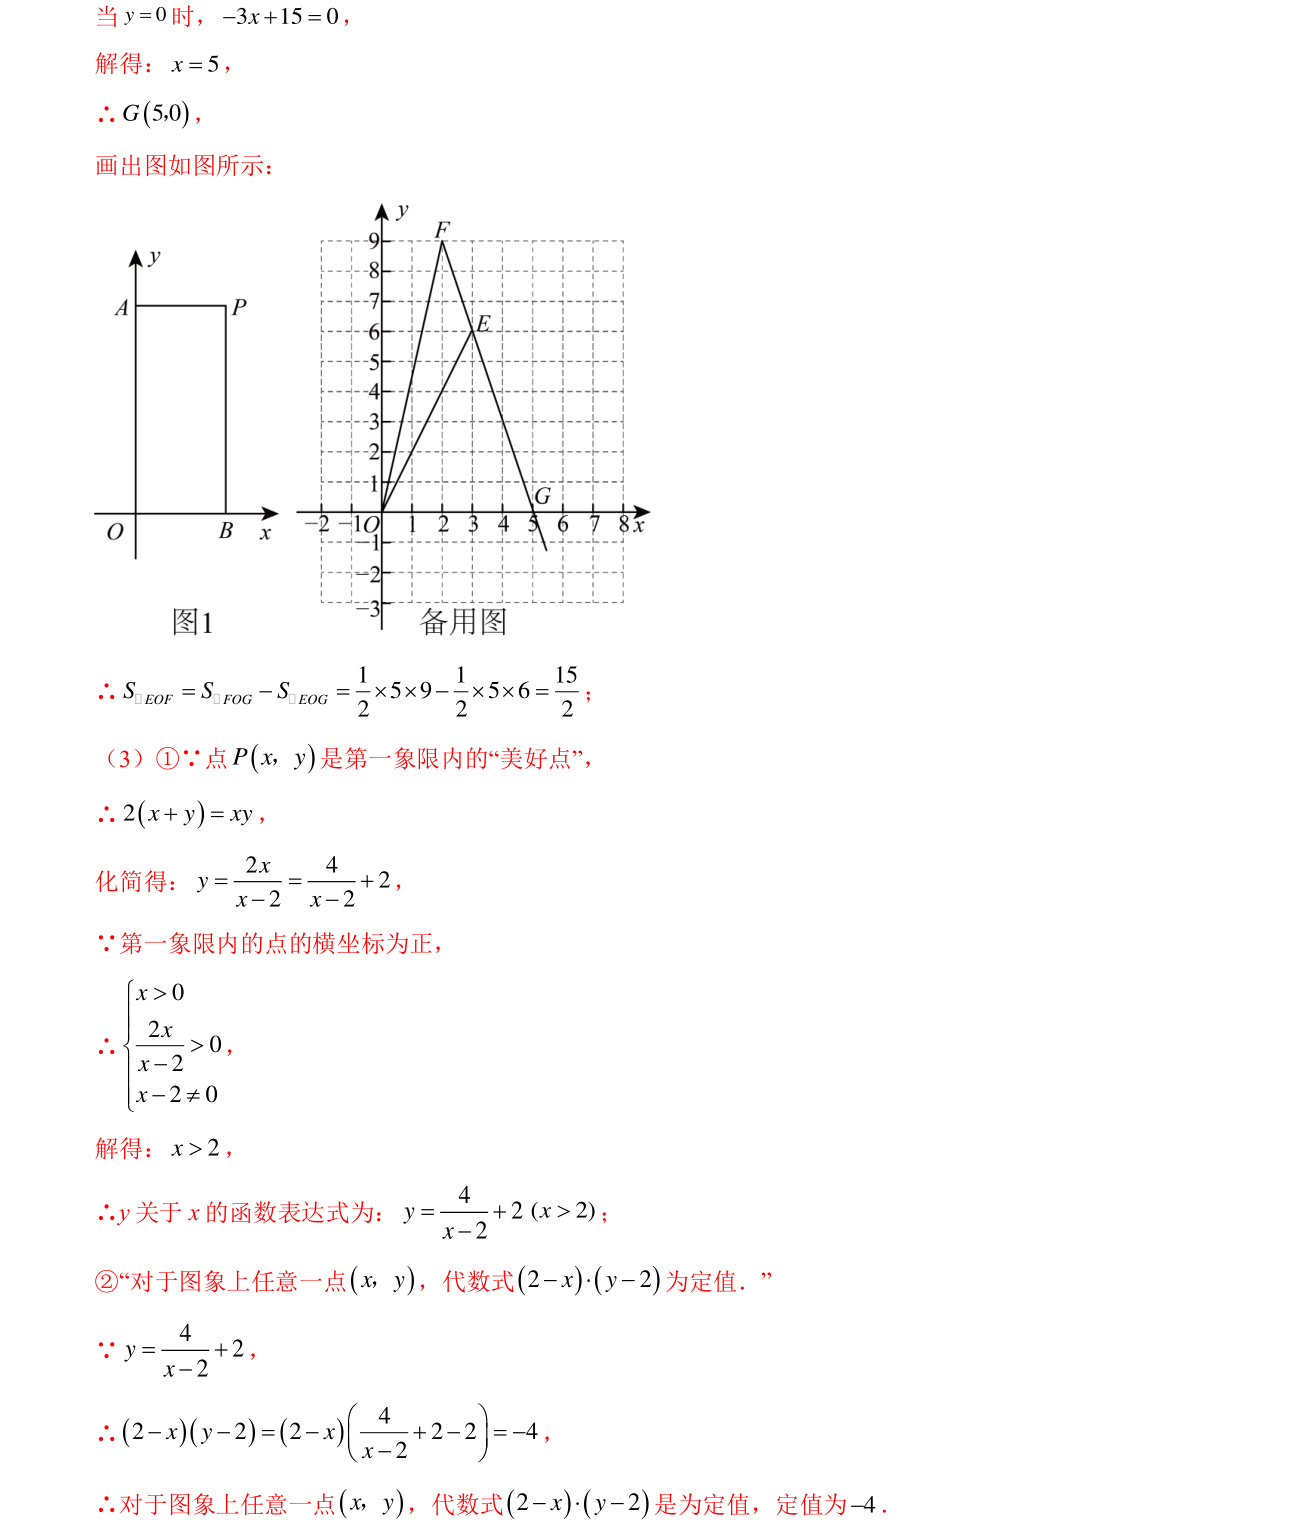 当 y=0 时，-3x+15=0，
解得：x=5，
∴G(5,0)，
画出图如图所示：
y
A P
O B x
图1
y
F
9
8
7
E
6
5
4
3
2
1
G
-2 -1 O 1 2 3 4 5 6 7 8 x
-1
-2
-3
备用图
∴S□EOF = S□FOG - S□EOG = 1/2×5×9 - 1/2×5×6 = 15/2；
（3）①∵点P(x，y)是第一象限内的“美好点”，
∴2(x+y)=xy，
化简得：y=2x/(x-2)=4/(x-2)+2，
∵第一象限内的点的横坐标为正，
∴{x>0
2x/(x-2)>0，
x-2≠0
解得：x>2，
∴y关于x的函数表达式为：y=4/(x-2)+2 (x>2)；
②“对于图象上任意一点(x，y)，代数式(2-x)·(y-2)为定值．”
∵y=4/(x-2)+2，
∴(2-x)(y-2)=(2-x)(4/(x-2)+2-2)=-4，
∴对于图象上任意一点(x，y)，代数式(2-x)·(y-2)是为定值，定值为-4．